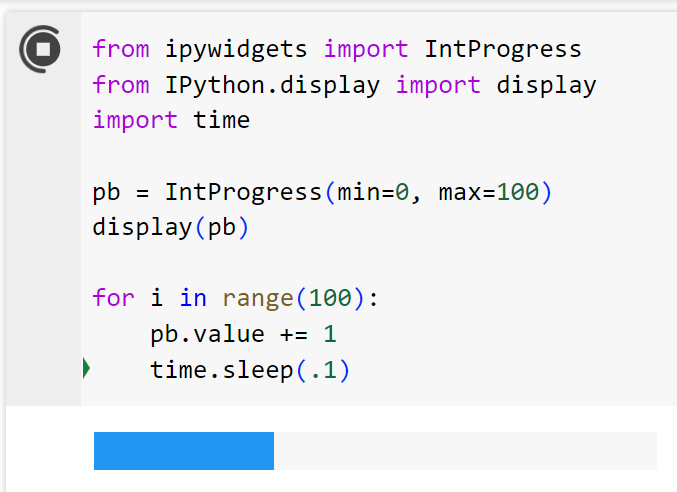 from ipywidgets import IntProgress
from IPython.display import display
import time
pb = IntProgress(min=0, max=100)
display(pb)
for i in range(100):
    pb.value += 1
    time.sleep(.1)